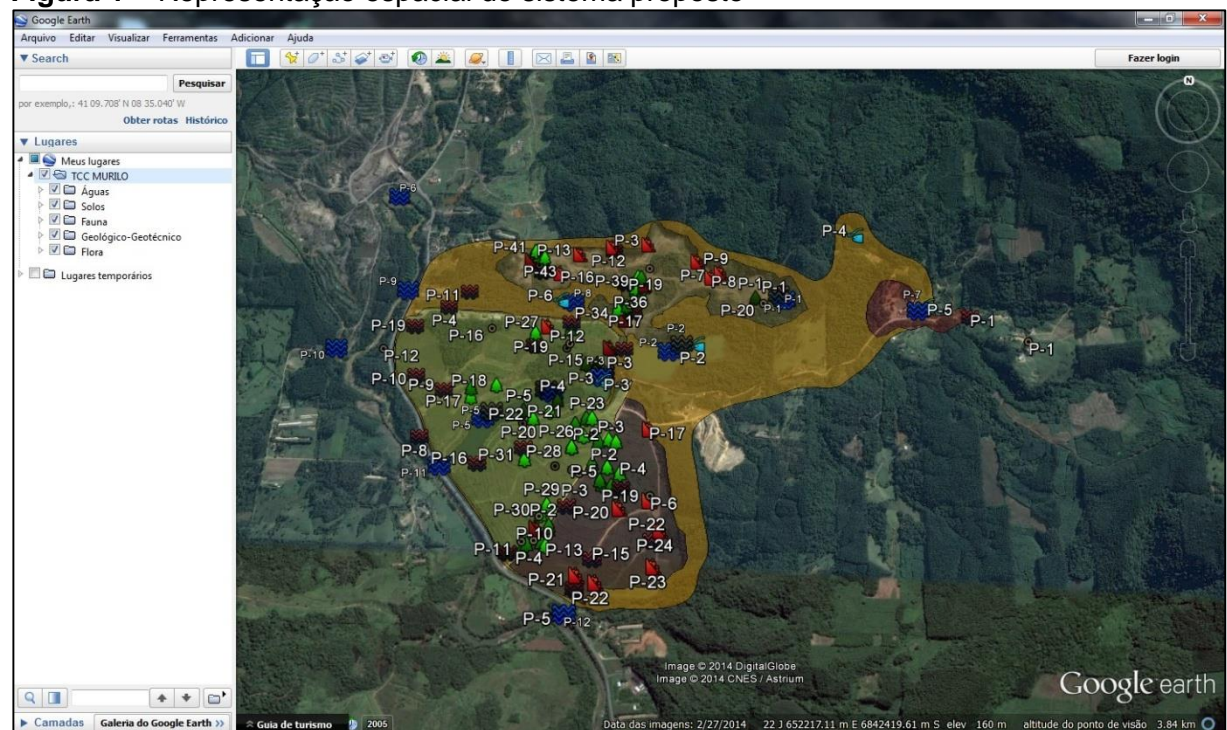 Figura 1 – Representação espacial do sistema proposto
Google Earth
Arquivo Editar Visualizar Ferramentas Adicionar Ajuda
▼ Search
Fazer login
Pesquisar
por exemplo,: 41 09.708' N 08 35.040' W
Obter rotas Histórico
▼ Lugares
Meus lugares
TCC MURILO
Águas
Solos
Fauna
Geológico-Geotécnico
Flora
Lugares temporários
N
P-6
P-4
P-41 P-13 P-3
P-12 P-9
P-43 P-16 P-39 P-19 P-7 P-8 P-1 P-1
P-9 P-11 P-6 P-8 P-36 P-20 P-1 P-1 P-7 P-5 P-1
P-4 P-34 P-17
P-19 P-16 P-27 P-12 P-2
P-10 P-12 P-19 P-15 P-3 P-3 P-2 P-2 P-1
P-10 P-9 P-18 P-4 P-3 P-3
P-17 P-5 P-23
P-5 P-22 P-21
P-5 P-20 P-26 P-2 P-3 P-17
P-8 P-16 P-31 P-28 P-2
P-11 P-5 P-4
P-29 P-3 P-19 P-6
P-30 P-2 P-20 P-22
P-10 P-24
P-11 P-4 P-13 P-15
P-21 P-22 P-23
P-5 P-12
Image © 2014 DigitalGlobe
Image © 2014 CNES / Astrium
Google earth
Camadas Galeria do Google Earth >>
Guia de turismo 2005
Data das imagens: 2/27/2014 22 J 652217.11 m E 6842419.61 m S elev 160 m altitude do ponto de visão 3.84 km